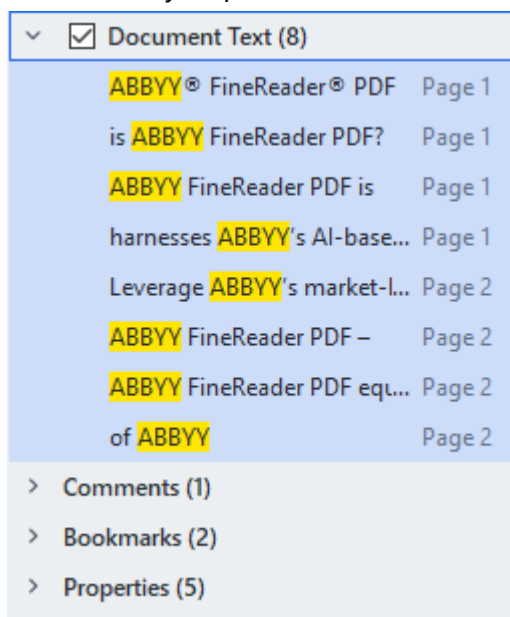 Document Text (8)
ABBYY® FineReader® PDF Page 1
is ABBYY FineReader PDF? Page 1
ABBYY FineReader PDF is Page 1
harnesses ABBYY's AI-base... Page 1
Leverage ABBYY's market-l... Page 2
ABBYY FineReader PDF – Page 2
ABBYY FineReader PDF equ... Page 2
of ABBYY Page 2
Comments (1)
Bookmarks (2)
Properties (5)